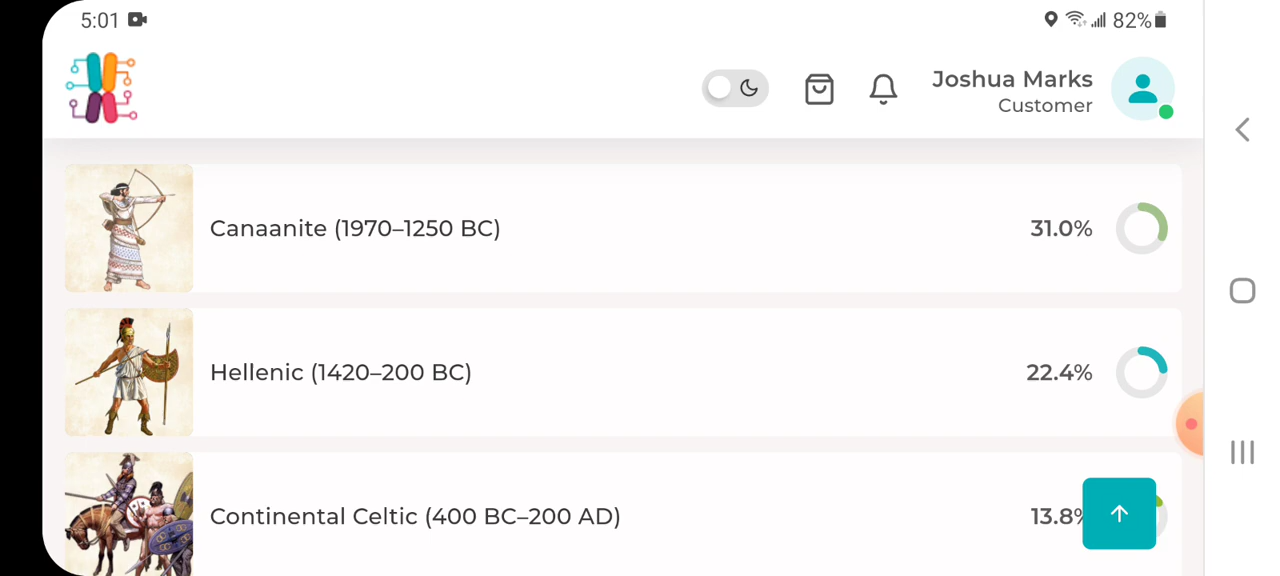 5:01
82%
Joshua Marks
Customer
Canaanite (1970–1250 BC)
31.0%
Hellenic (1420–200 BC)
22.4%
Continental Celtic (400 BC–200 AD)
13.8%